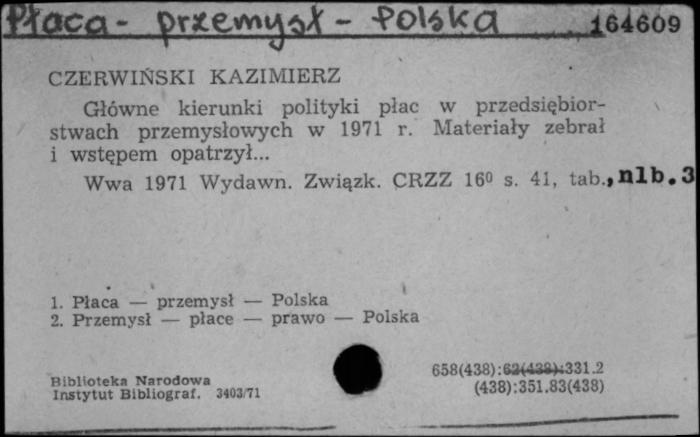 Płaca - przemysł - Polska
164609
CZERWIŃSKI KAZIMIERZ
Główne kierunki polityki płac w przedsiębior-
stwach przemysłowych w 1971 r. Materiały zebrał
i wstępem opatrzył...
Wwa 1971 Wydawn. Związk. CRZZ 16⁰ s. 41, tab., nlb. 3
1. Płaca — przemysł — Polska
2. Przemysł — płace — prawo — Polska
658(438):62(438):331.2
(438):351.83(438)
Biblioteka Narodowa
Instytut Bibliograf. 3403/71